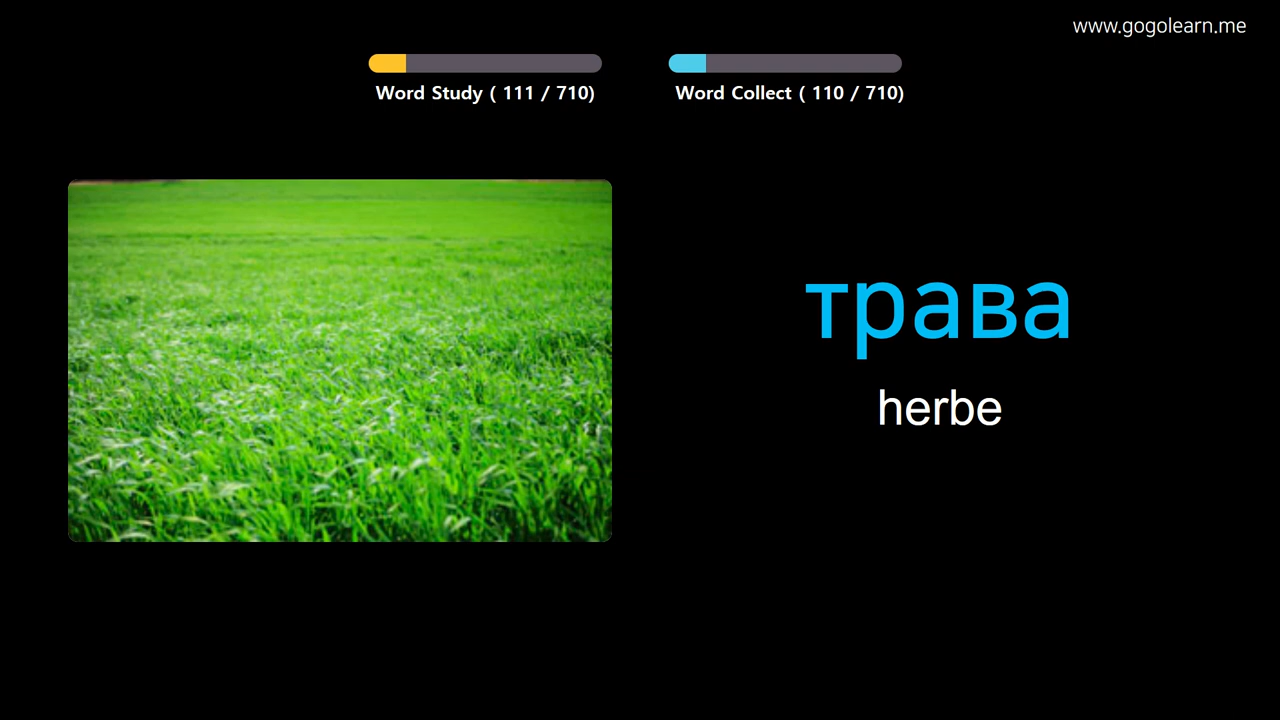 www.gogolearn.me
Word Study ( 111 / 710)
Word Collect ( 110 / 710)
трава
herbe